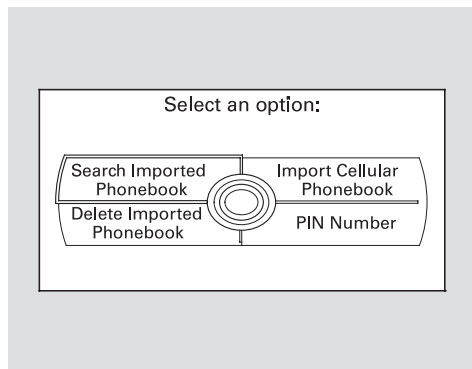 Select an option:
Search Imported
Phonebook
Import Cellular
Phonebook
Delete Imported
Phonebook
PIN Number